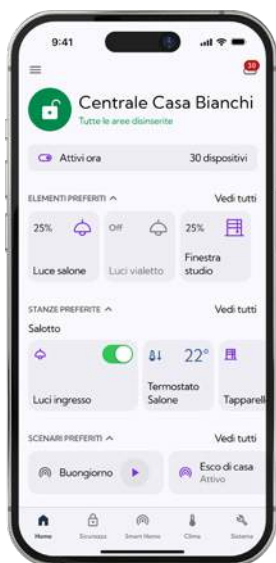 9:41
30
Centrale Casa Bianchi
Tutte le aree disinserite
Attivi ora 30 dispositivi
ELEMENTI PREFERITI Vedi tutti
25% Off 25%
Luce salone Luci vialetto Finestra studio
STANZE PREFERITE Vedi tutti
Salotto
22°
Luci ingresso Termostato Salone Tapparell
SCENARI PREFERITI Vedi tutti
Buongiorno Esco di casa
Attivo
Home Sicurezza Smart Home Clima Sistema